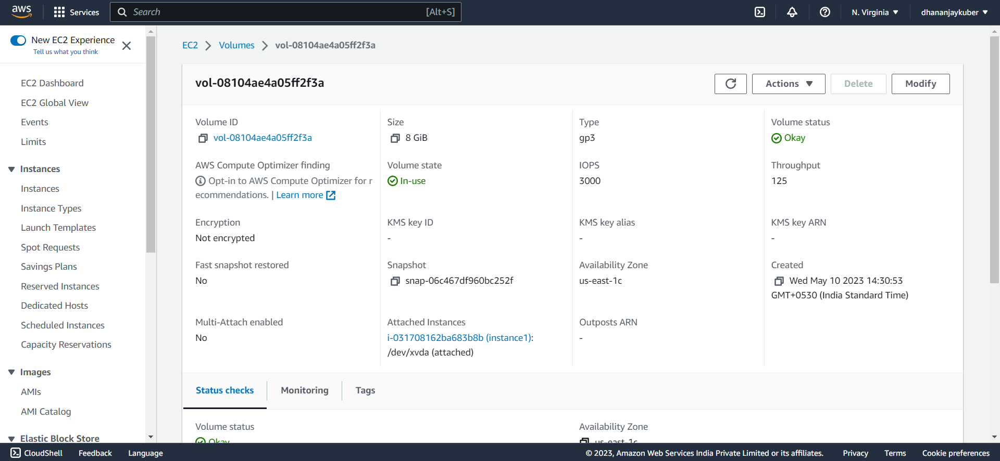 aws
Services
Search
[Alt+S]
N. Virginia
dhananjaykuber
New EC2 Experience
Tell us what you think
EC2 Dashboard
EC2 Global View
Events
Limits
Instances
Instances
Instance Types
Launch Templates
Spot Requests
Savings Plans
Reserved Instances
Dedicated Hosts
Scheduled Instances
Capacity Reservations
Images
AMIs
AMI Catalog
Elastic Block Store
EC2 Volumes vol-08104ae4a05ff2f3a
vol-08104ae4a05ff2f3a
Actions
Delete
Modify
Volume ID
vol-08104ae4a05ff2f3a
Size
8 GiB
Type
gp3
Volume status
Okay
AWS Compute Optimizer finding
Opt-in to AWS Compute Optimizer for r
ecommendations. | Learn more
Volume state
In-use
IOPS
3000
Throughput
125
Encryption
Not encrypted
KMS key ID
-
KMS key alias
-
KMS key ARN
-
Fast snapshot restored
No
Snapshot
snap-06c467df960bc252f
Availability Zone
us-east-1c
Created
Wed May 10 2023 14:30:53
GMT+0530 (India Standard Time)
Multi-Attach enabled
No
Attached Instances
i-031708162ba683b8b (instance1):
/dev/xvda (attached)
Outposts ARN
-
Status checks
Monitoring
Tags
Volume status
Okay
Availability Zone
us-east-1c
CloudShell
Feedback
Language
© 2023, Amazon Web Services India Private Limited or its affiliates.
Privacy
Terms
Cookie preferences